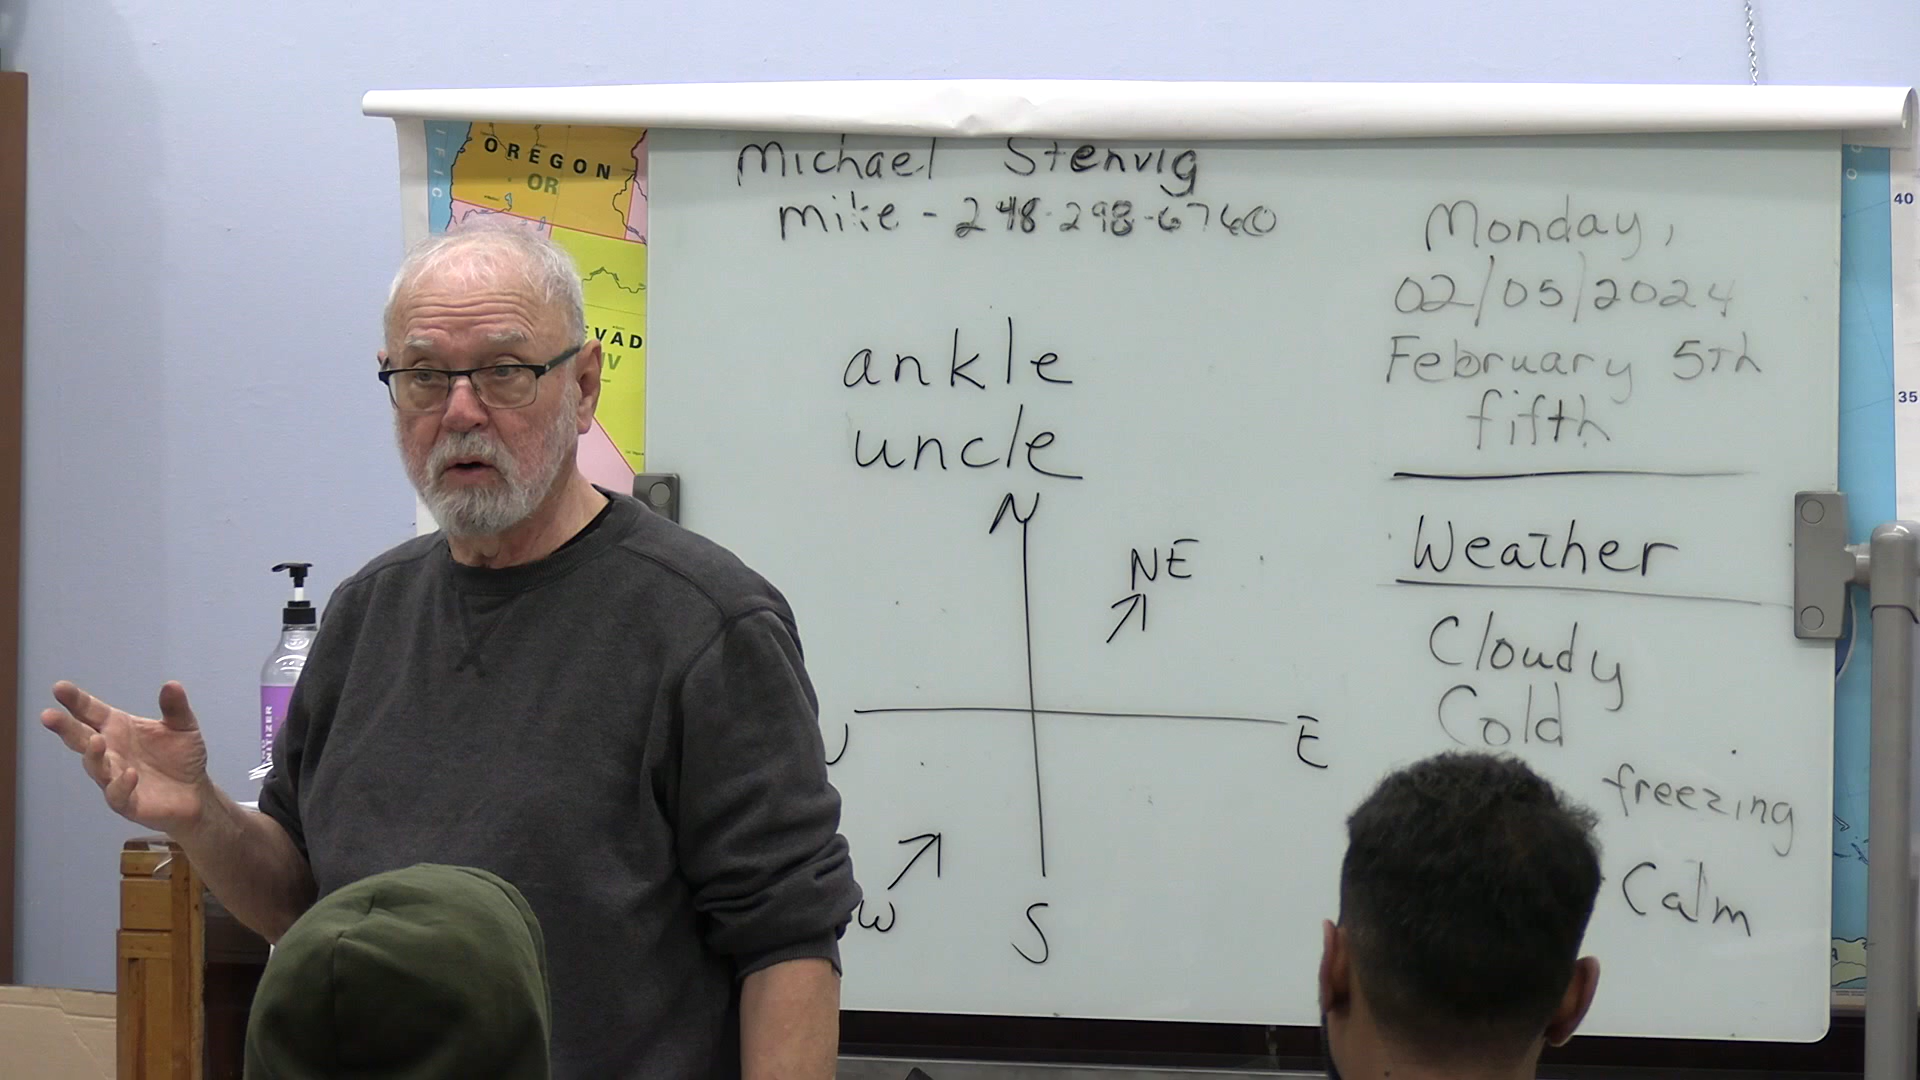 OREGON
OR
Michael Stenvig
mike - 248-298-6760
40
Monday,
02/05/2024
February 5th
fifth
35
ankle
uncle
Weather
N
NE
Cloudy
Cold
E
freezing
Calm
W
S